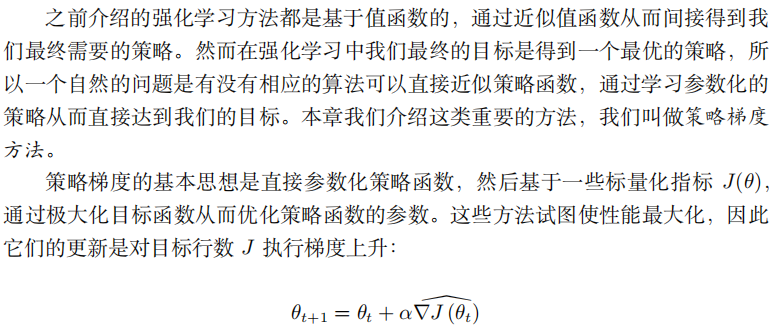 之前介绍的强化学习方法都是基于值函数的，通过近似值函数从而间接得到我
们最终需要的策略。然而在强化学习中我们最终的目标是得到一个最优的策略，所
以一个自然的问题是有没有相应的算法可以直接近似策略函数，通过学习参数化的
策略从而直接达到我们的目标。本章我们介绍这类重要的方法，我们叫做策略梯度
方法。
策略梯度的基本思想是直接参数化策略函数，然后基于一些标量化指标 J(θ)，
通过极大化目标函数从而优化策略函数的参数。这些方法试图使性能最大化，因此
它们的更新是对目标行数 J 执行梯度上升：
$\theta_{t+1} = \theta_t + \alpha \widehat{\nabla J(\theta_t)}$